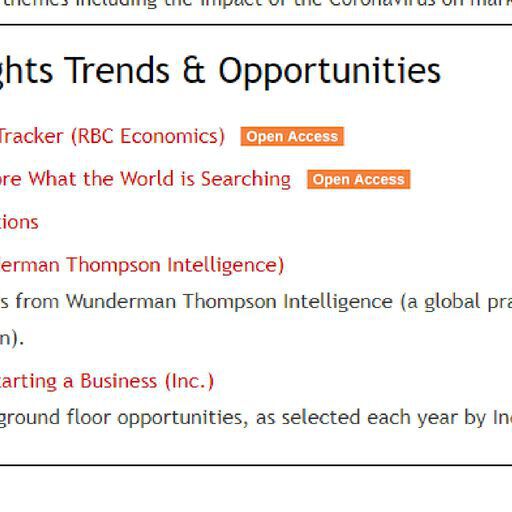 themes including the impact of the Coronavirus on mark
ghts Trends & Opportunities
Tracker (RBC Economics) Open Access
ore What the World is Searching Open Access
tions
erman Thompson Intelligence)
s from Wunderman Thompson Intelligence (a global pra
n).
tarting a Business (Inc.)
ground floor opportunities, as selected each year by In